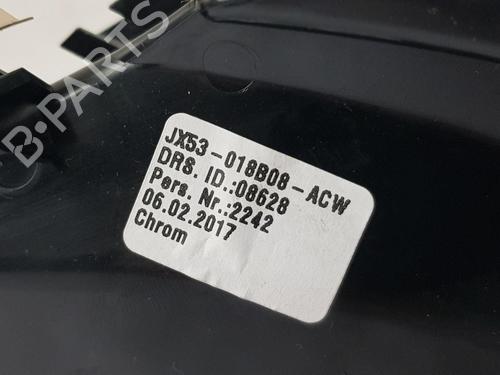 JX53-018B08-ACW
DRS. ID.:08628
Pers. Nr.:2242
06.02.2017
Chrom
B-PARTS